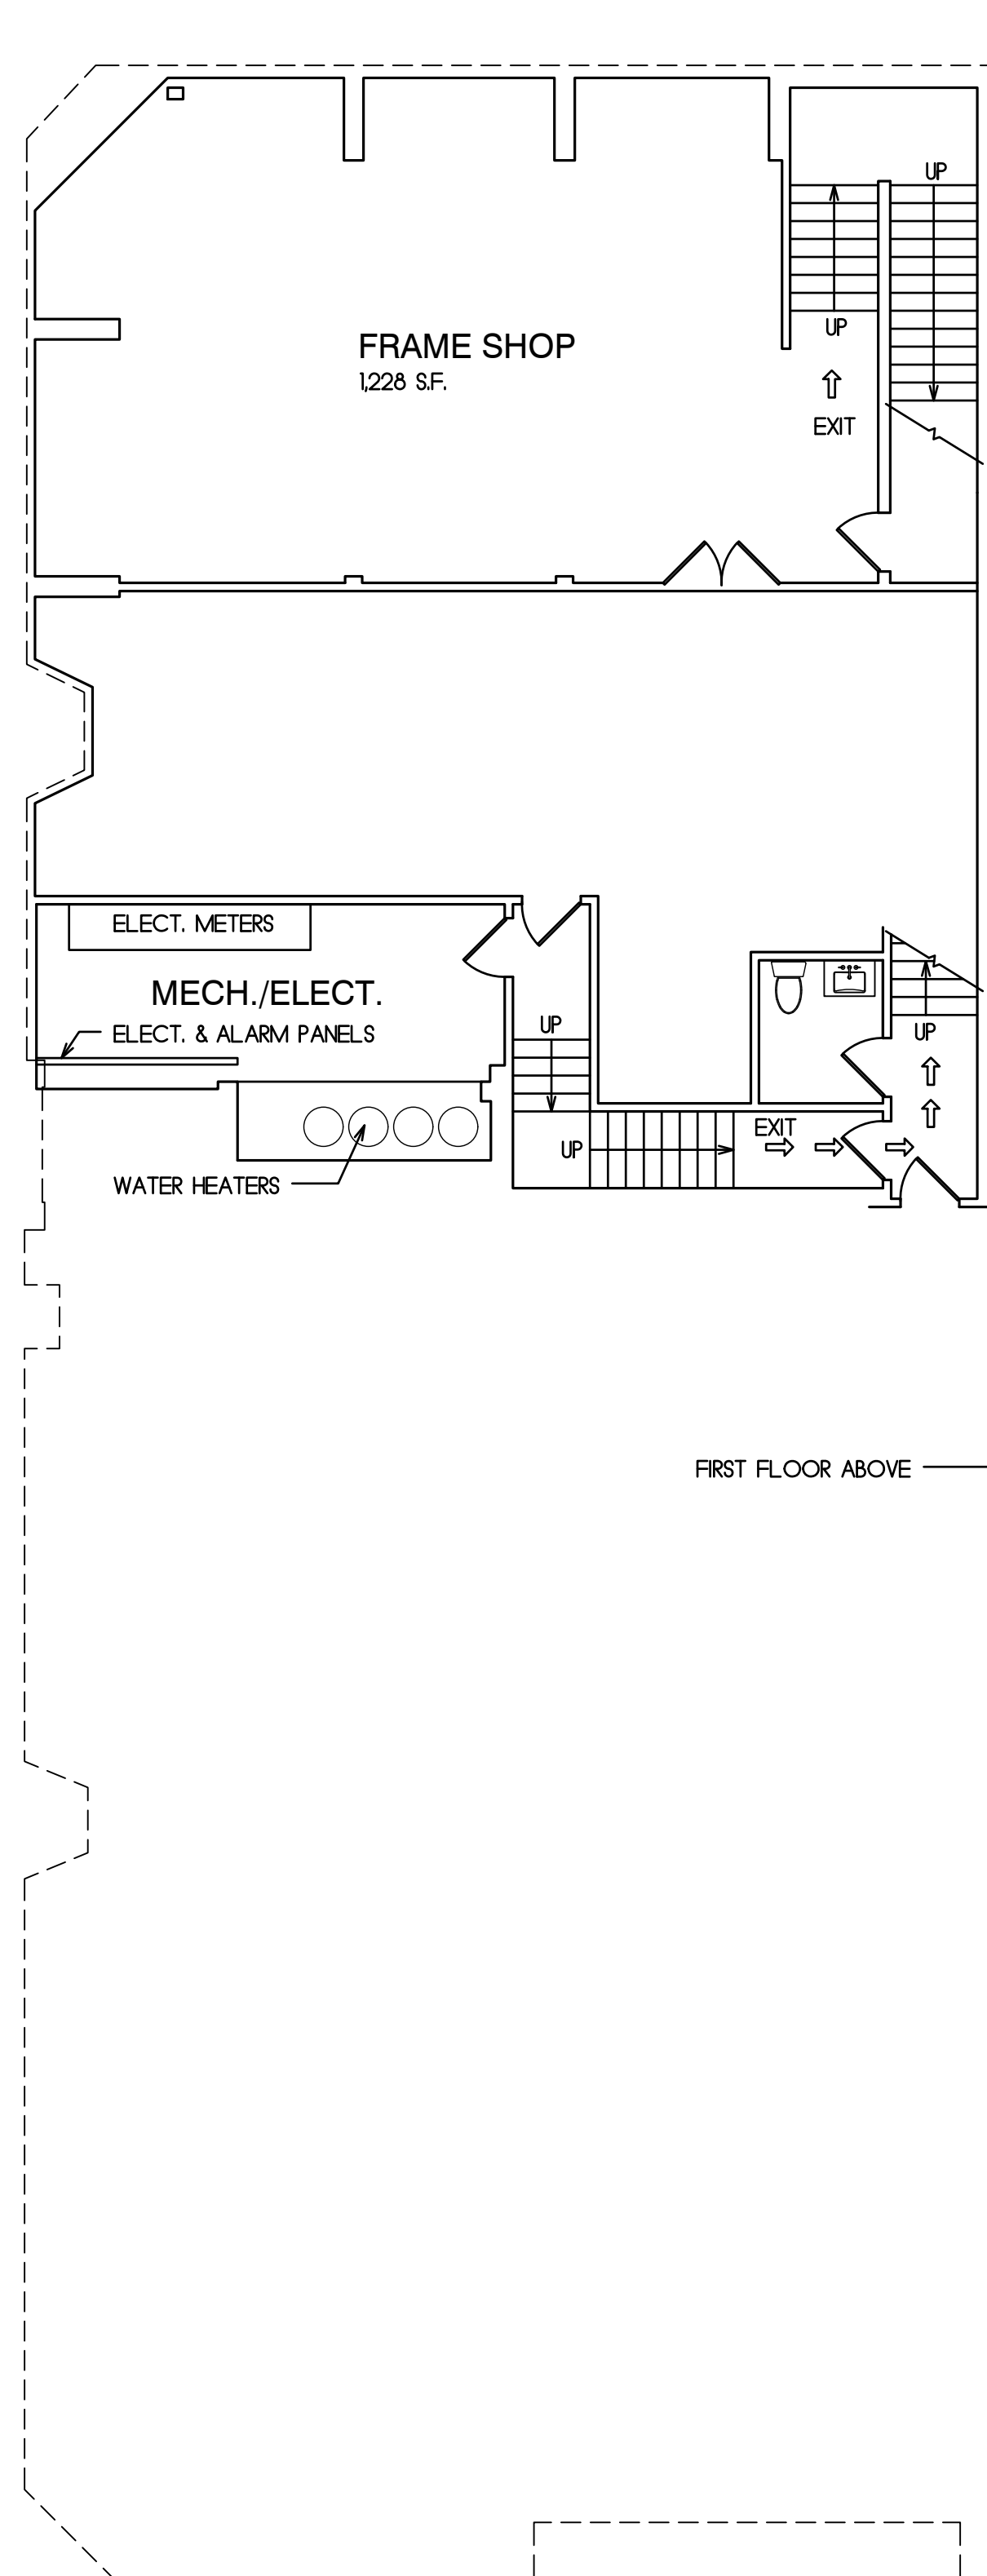 UP
UP
FRAME SHOP
1,228 S.F.
EXIT
ELECT. METERS
MECH./ELECT.
ELECT. & ALARM PANELS
UP
UP
EXIT
UP
WATER HEATERS
FIRST FLOOR ABOVE